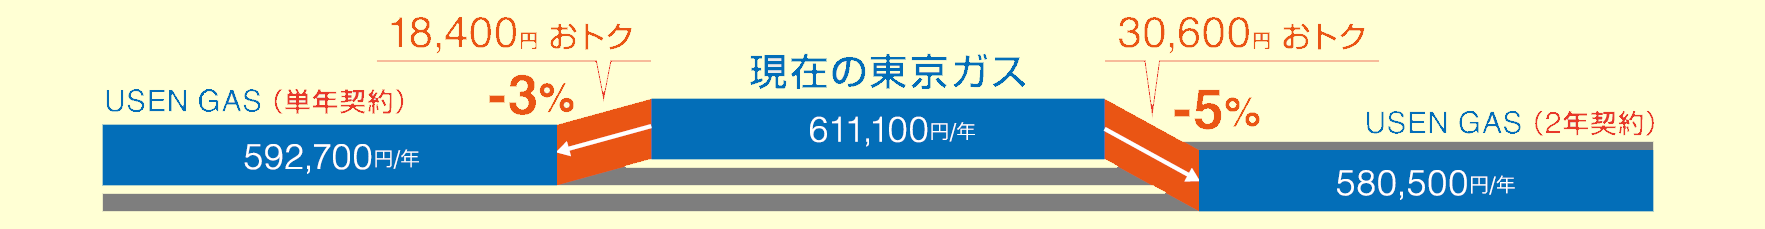 18,400円 おトク
-3%
USEN GAS（単年契約）
592,700円/年
現在の東京ガス
611,100円/年
30,600円 おトク
-5%
USEN GAS（2年契約）
580,500円/年